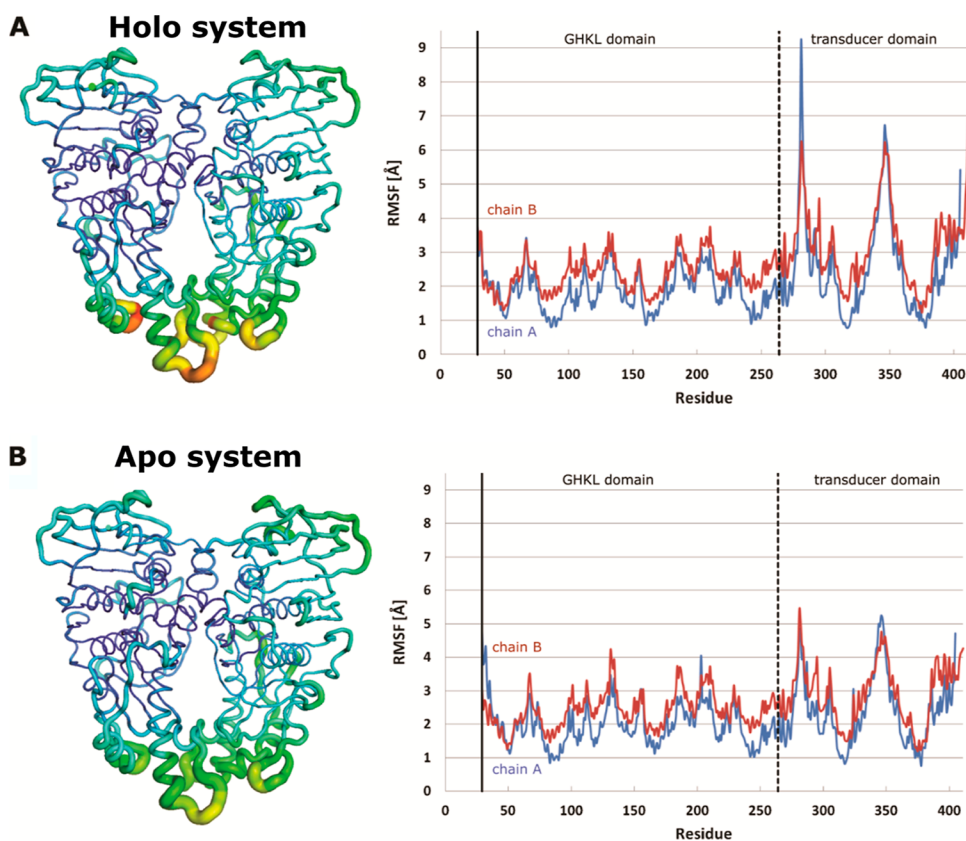 A
Holo system
GHKL domain
transducer domain
9
8
7
6
5
4
3
2
1
0
RMSF [Å]
chain B
chain A
50
100
150
200
250
300
350
400
Residue
B
Apo system
GHKL domain
transducer domain
9
8
7
6
5
4
3
2
1
0
RMSF [Å]
chain B
chain A
0
50
100
150
200
250
300
350
400
Residue